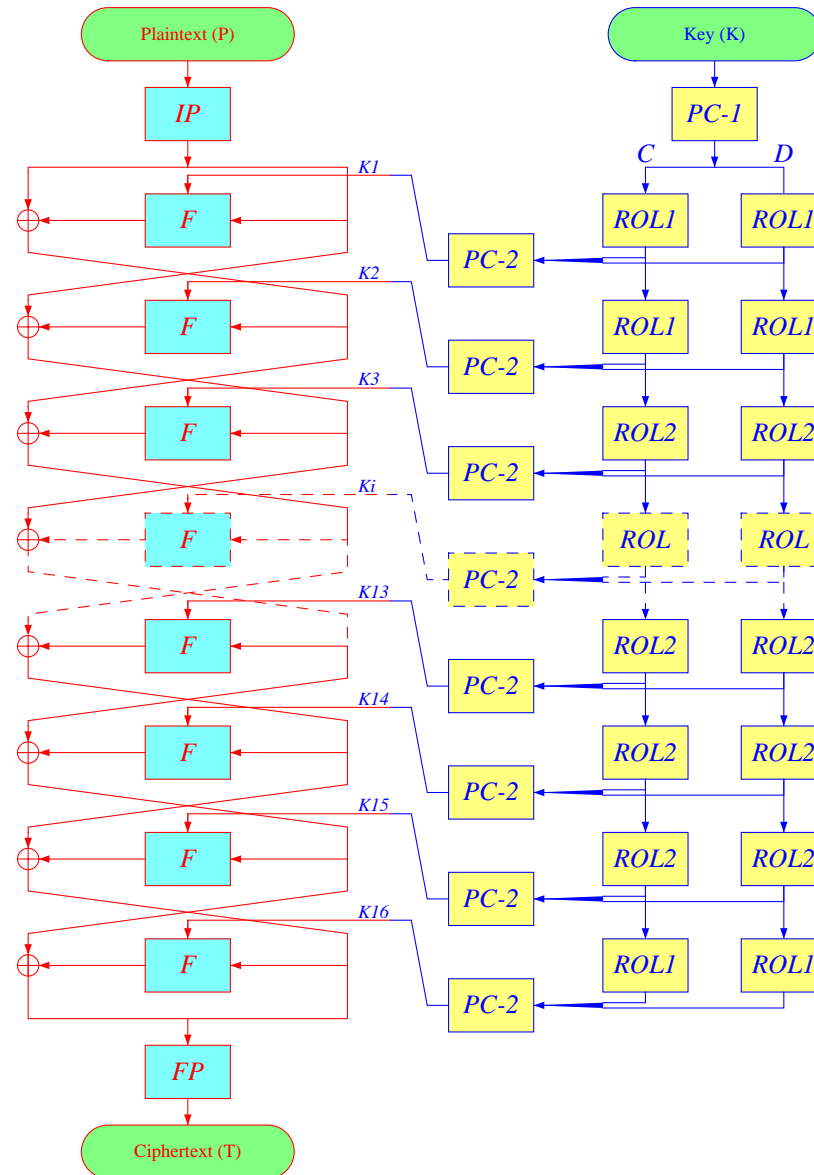 Plaintext (P)
Key (K)
IP
PC-1
C
D
K1
F
ROL1
ROL1
PC-2
K2
F
ROL1
ROL1
PC-2
K3
F
ROL2
ROL2
PC-2
Ki
F
ROL
ROL
PC-2
K13
F
ROL2
ROL2
PC-2
K14
F
ROL2
ROL2
PC-2
K15
F
ROL2
ROL2
PC-2
K16
F
ROL1
ROL1
PC-2
FP
Ciphertext (T)